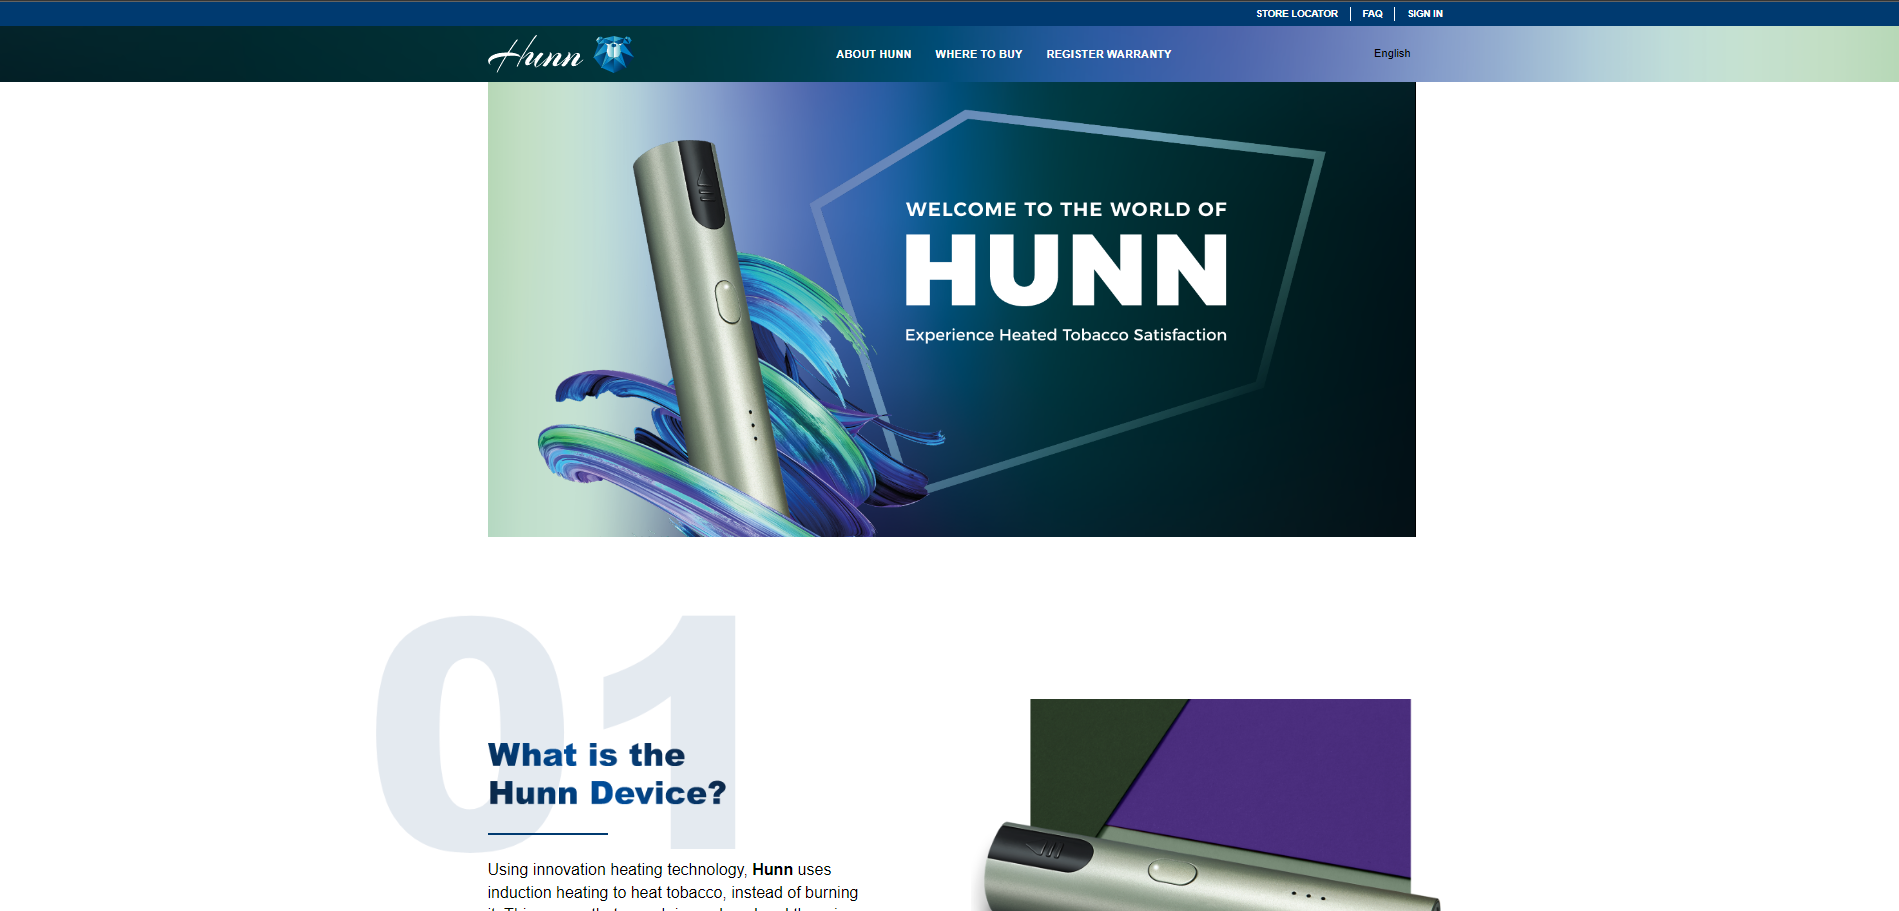 STORE LOCATOR
FAQ
SIGN IN
Hunn
ABOUT HUNN
WHERE TO BUY
REGISTER WARRANTY
English
WELCOME TO THE WORLD OF
HUNN
Experience Heated Tobacco Satisfaction
01
What is the
Hunn Device?
Using innovation heating technology, Hunn uses
induction heating to heat tobacco, instead of burning